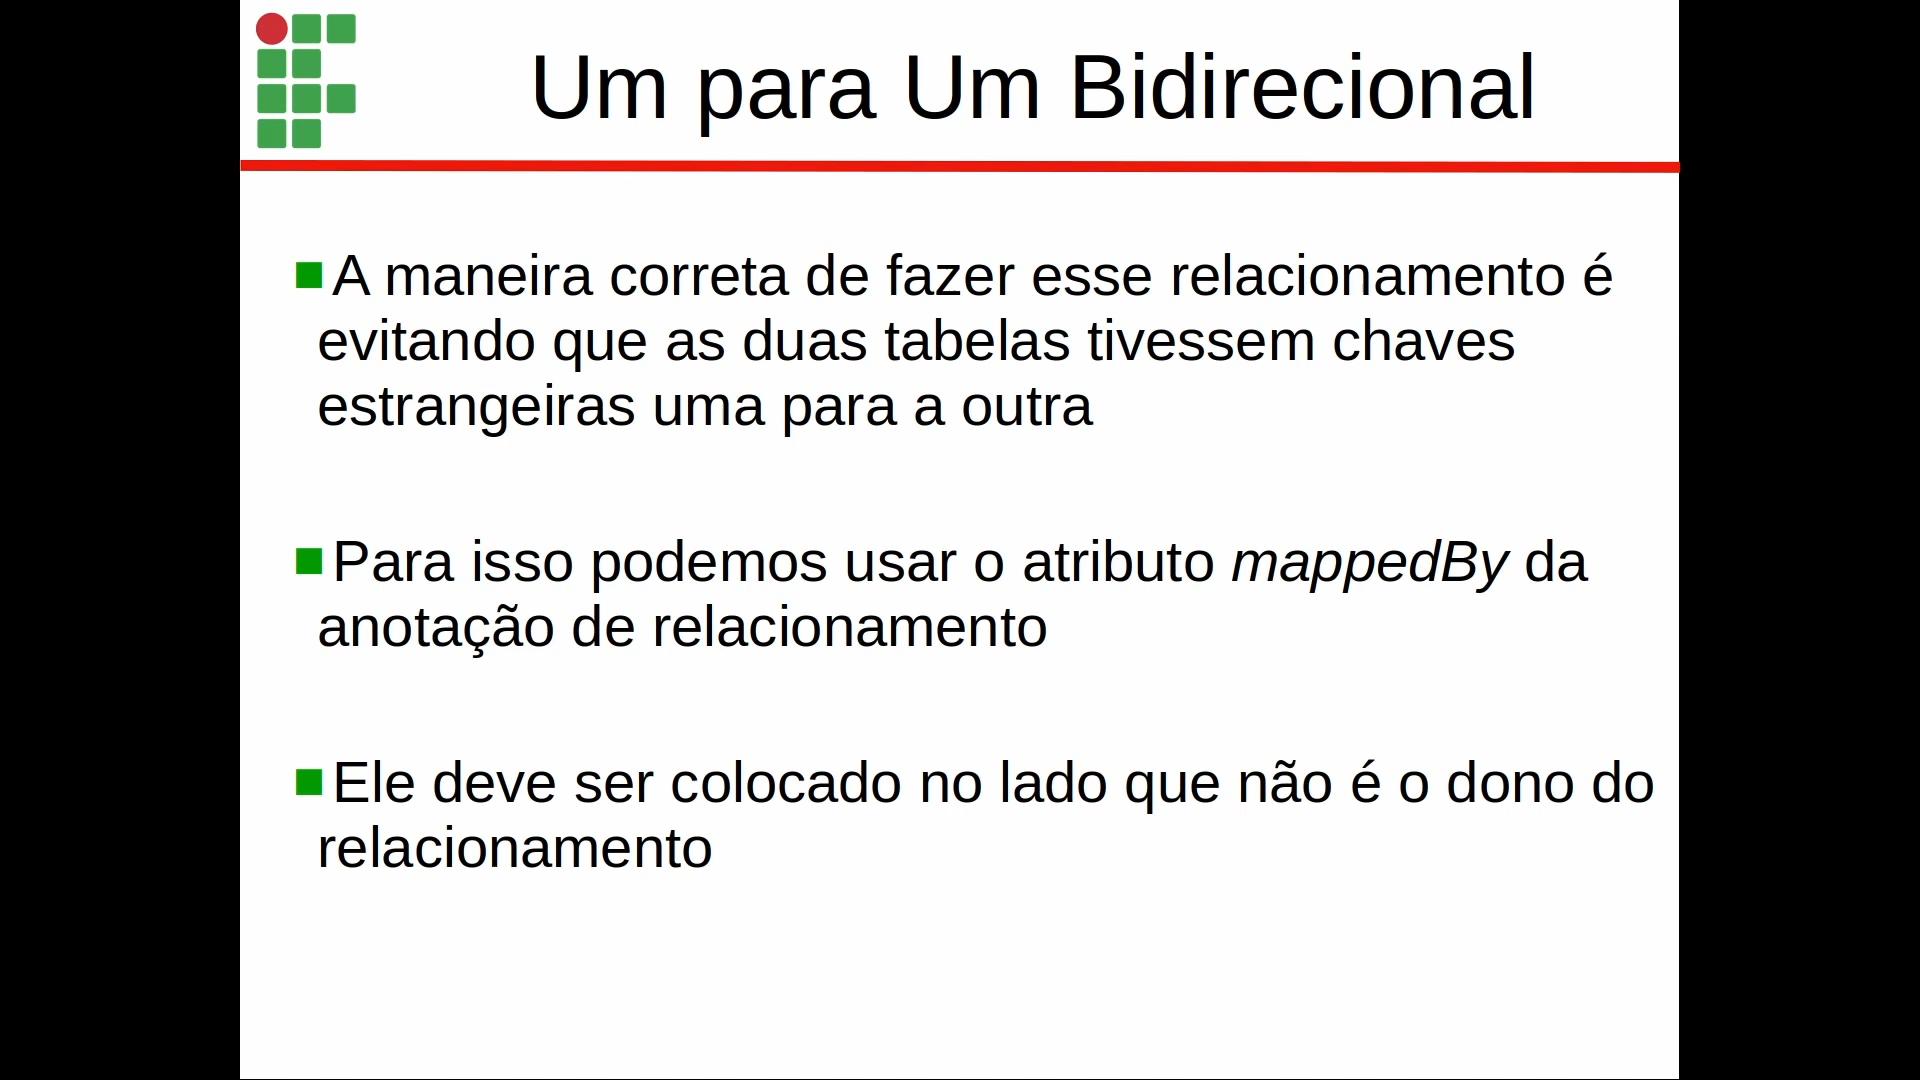 Um para Um Bidirecional
A maneira correta de fazer esse relacionamento é
evitando que as duas tabelas tivessem chaves
estrangeiras uma para a outra
Para isso podemos usar o atributo mappedBy da
anotação de relacionamento
Ele deve ser colocado no lado que não é o dono do
relacionamento